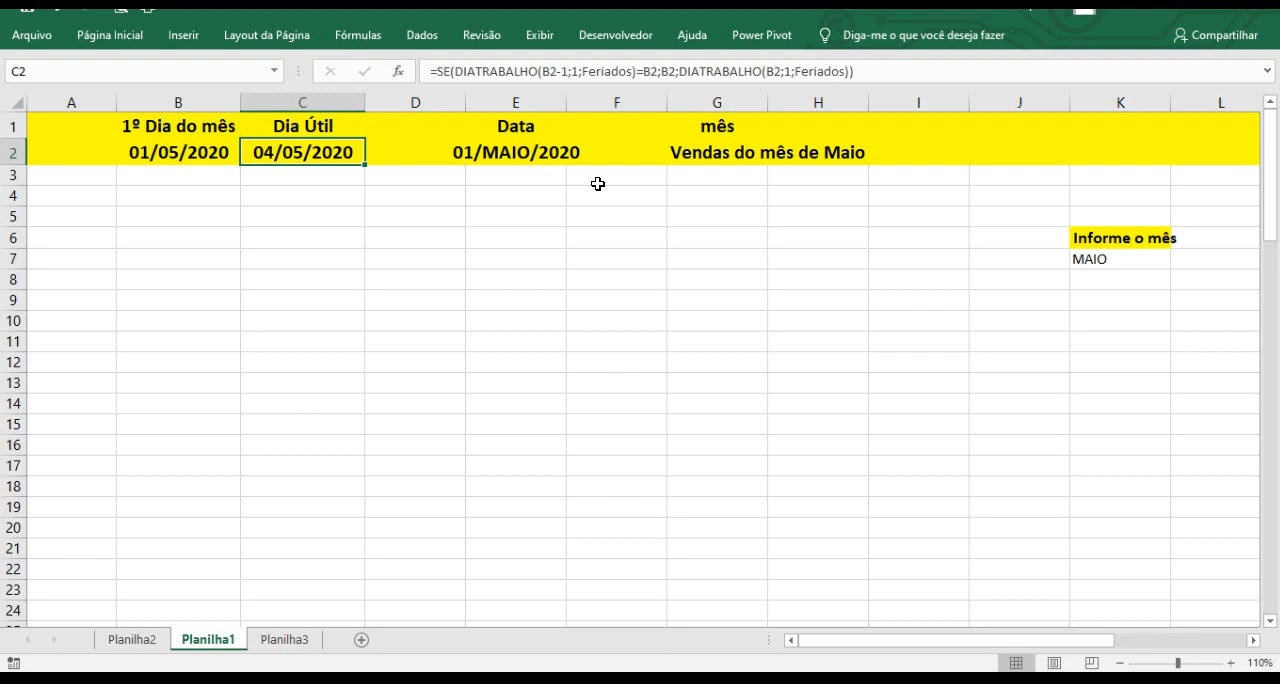 Arquivo Página Inicial Inserir Layout da Página Fórmulas Dados Revisão Exibir Desenvolvedor Ajuda Power Pivot Diga-me o que você deseja fazer Compartilhar
C2 fx =SE(DIATRABALHO(B2-1;1;Feriados)=B2;B2;DIATRABALHO(B2;1;Feriados))
A B C D E F G H I J K L
1 1º Dia do mês Dia Útil Data mês
2 01/05/2020 04/05/2020 01/MAIO/2020 Vendas do mês de Maio
3
4
5
6 Informe o mês
7 MAIO
8
9
10
11
12
13
14
15
16
17
18
19
20
21
22
23
24
Planilha2 Planilha1 Planilha3
110%